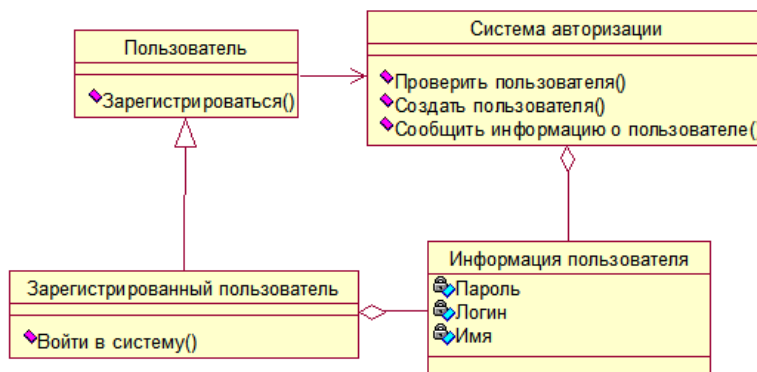 Пользователь
Зарегистрироваться()
Система авторизации
Проверить пользователя()
Создать пользователя()
Сообщить информацию о пользователе()
Зарегистрированный пользователь
Войти в систему()
Информация пользователя
Пароль
Логин
Имя